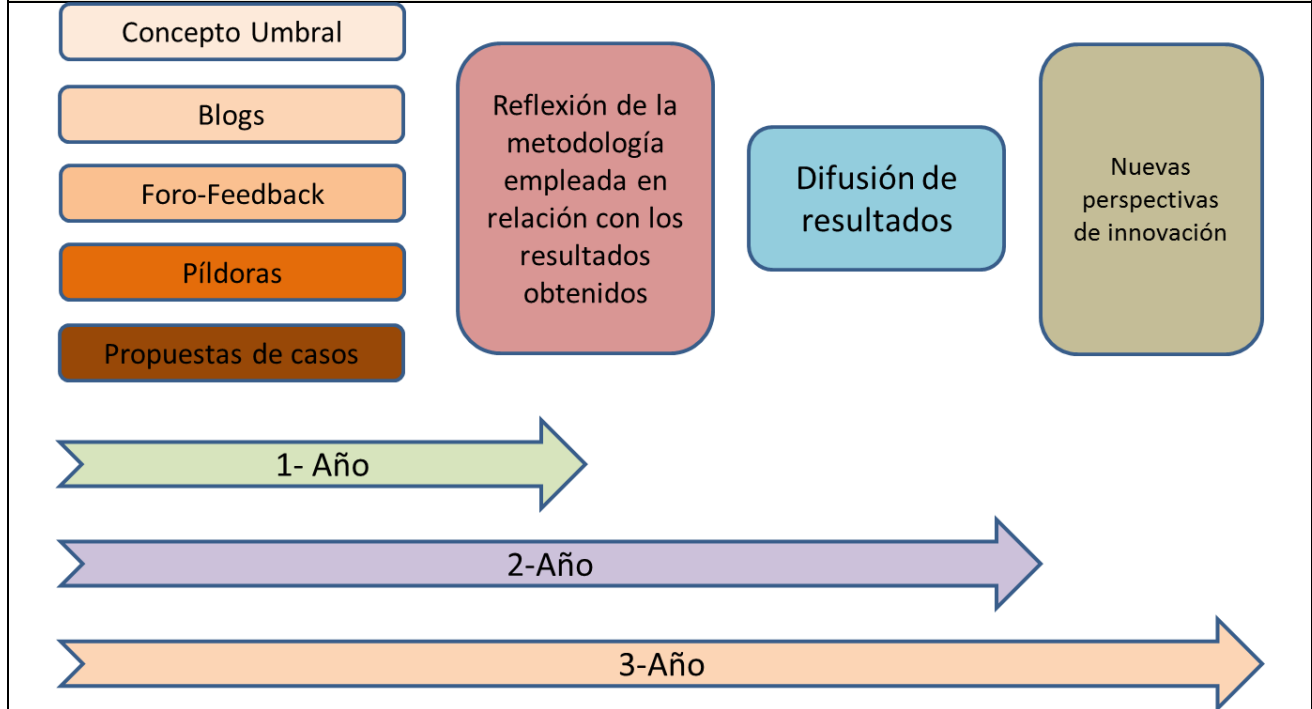 Concepto Umbral
Blogs
Foro-Feedback
Píldoras
Propuestas de casos
Reflexión de la
metodología
empleada en
relación con los
resultados
obtenidos
Difusión de
resultados
Nuevas
perspectivas
de innovación
1- Año
2-Año
3-Año